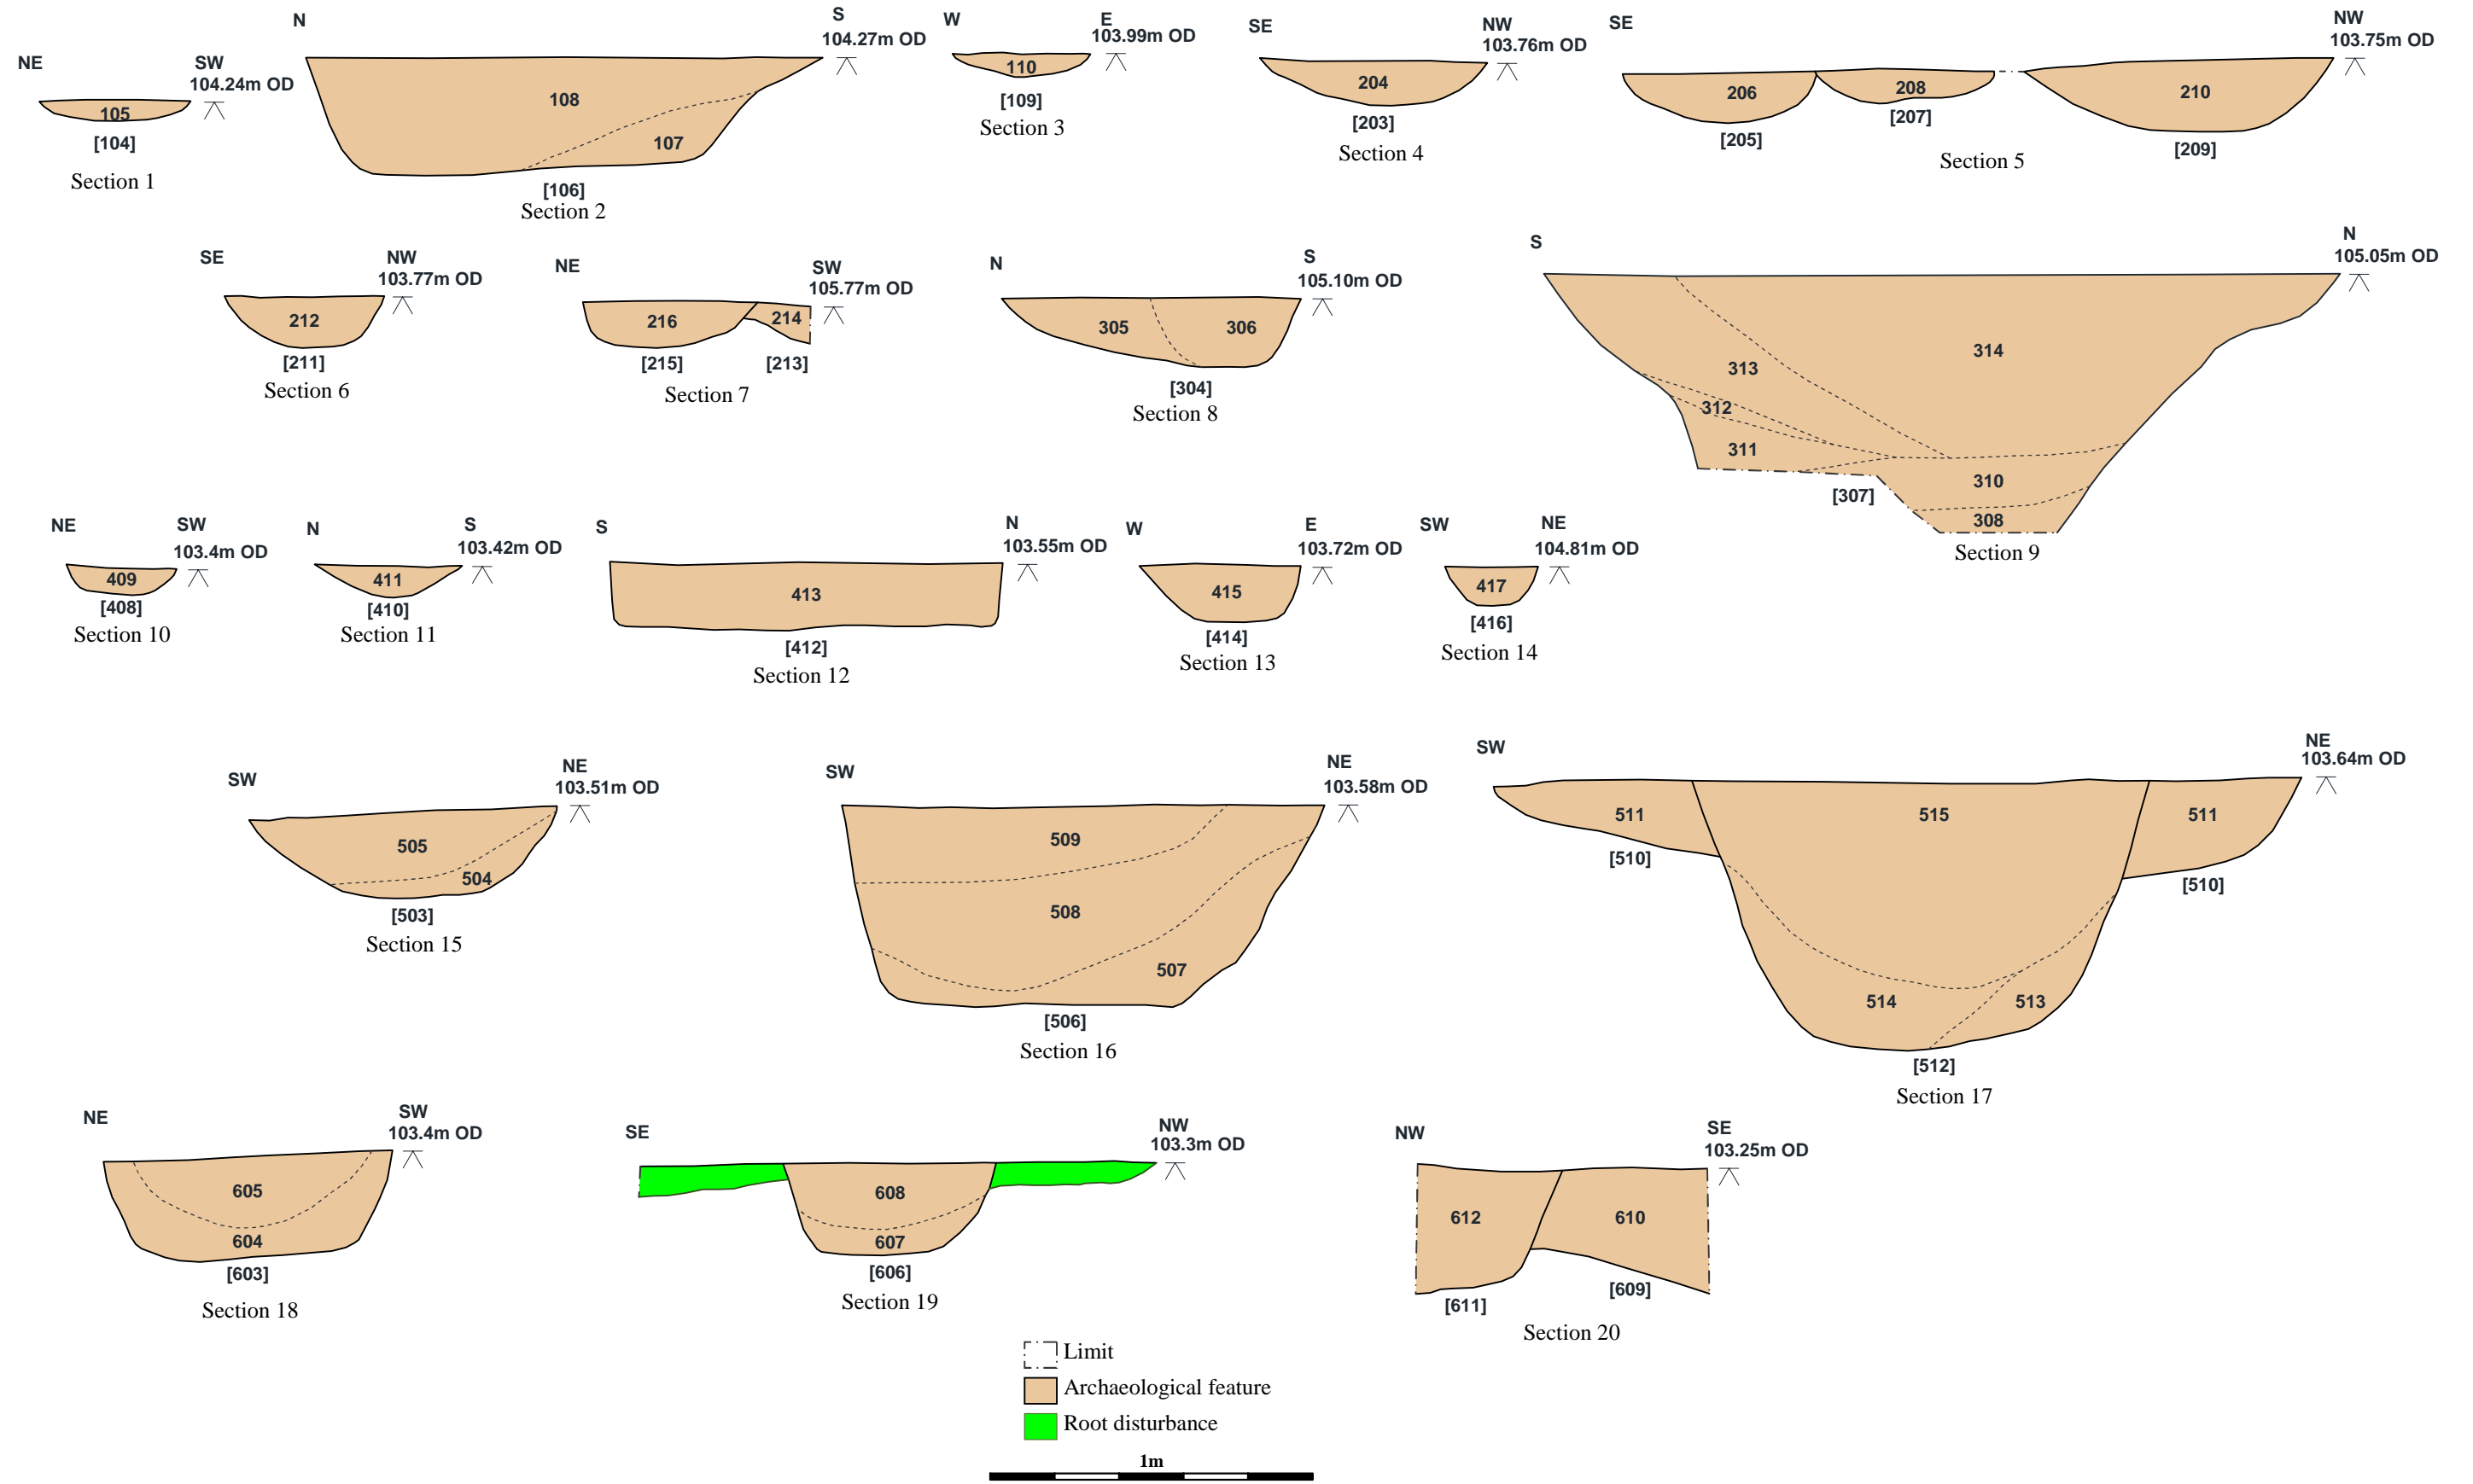 NE
SW
104.24m OD
105
[104]
Section 1
N
S
104.27m OD
108
107
[106]
Section 2
W
E
103.99m OD
110
[109]
Section 3
SE
NW
103.76m OD
204
[203]
Section 4
SE
NW
103.75m OD
206
208
210
[205]
[207]
[209]
Section 5
SE
NW
103.77m OD
212
[211]
Section 6
NE
SW
105.77m OD
216
214
[215]
[213]
Section 7
N
S
105.10m OD
305
306
[304]
Section 8
S
N
105.05m OD
314
313
312
311
310
[307]
308
Section 9
NE
SW
103.4m OD
409
[408]
Section 10
N
S
103.42m OD
411
[410]
Section 11
S
N
103.55m OD
413
[412]
Section 12
W
E
103.72m OD
415
[414]
Section 13
SW
NE
104.81m OD
417
[416]
Section 14
SW
NE
103.51m OD
505
504
[503]
Section 15
SW
NE
103.58m OD
509
508
507
[506]
Section 16
SW
NE
103.64m OD
511
515
511
[510]
[510]
514
513
[512]
Section 17
NE
SW
103.4m OD
605
604
[603]
Section 18
SE
NW
103.3m OD
608
607
[606]
Section 19
NW
SE
103.25m OD
612
610
[611]
[609]
Section 20
Limit
Archaeological feature
Root disturbance
1m